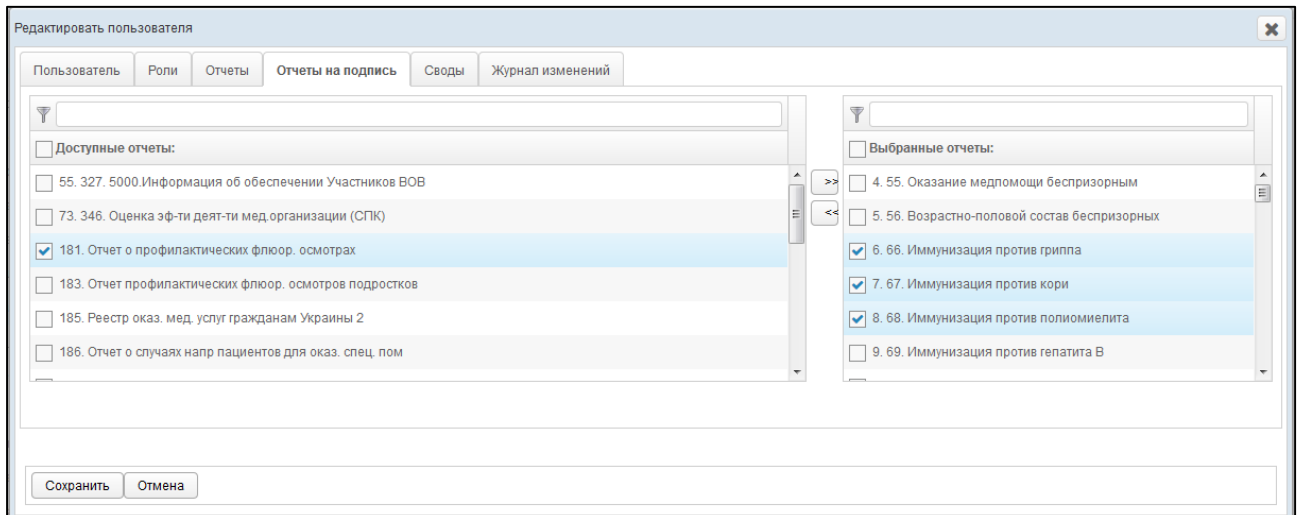 Редактировать пользователя
Пользователь Роли Отчеты Отчеты на подпись Своды Журнал изменений
Доступные отчеты:
55. 327. 5000.Информация об обеспечении Участников ВОВ
73. 346. Оценка эф-ти деят-ти мед.организации (СПК)
181. Отчет о профилактических флюор. осмотрах
183. Отчет профилактических флюор. осмотров подростков
185. Реестр оказ. мед. услуг гражданам Украины 2
186. Отчет о случаях напр пациентов для оказ. спец. пом
>>
<<
Выбранные отчеты:
4. 55. Оказание медпомощи беспризорным
5. 56. Возрастно-половой состав беспризорных
6. 66. Иммунизация против гриппа
7. 67. Иммунизация против кори
8. 68. Иммунизация против полиомиелита
9. 69. Иммунизация против гепатита В
Сохранить Отмена